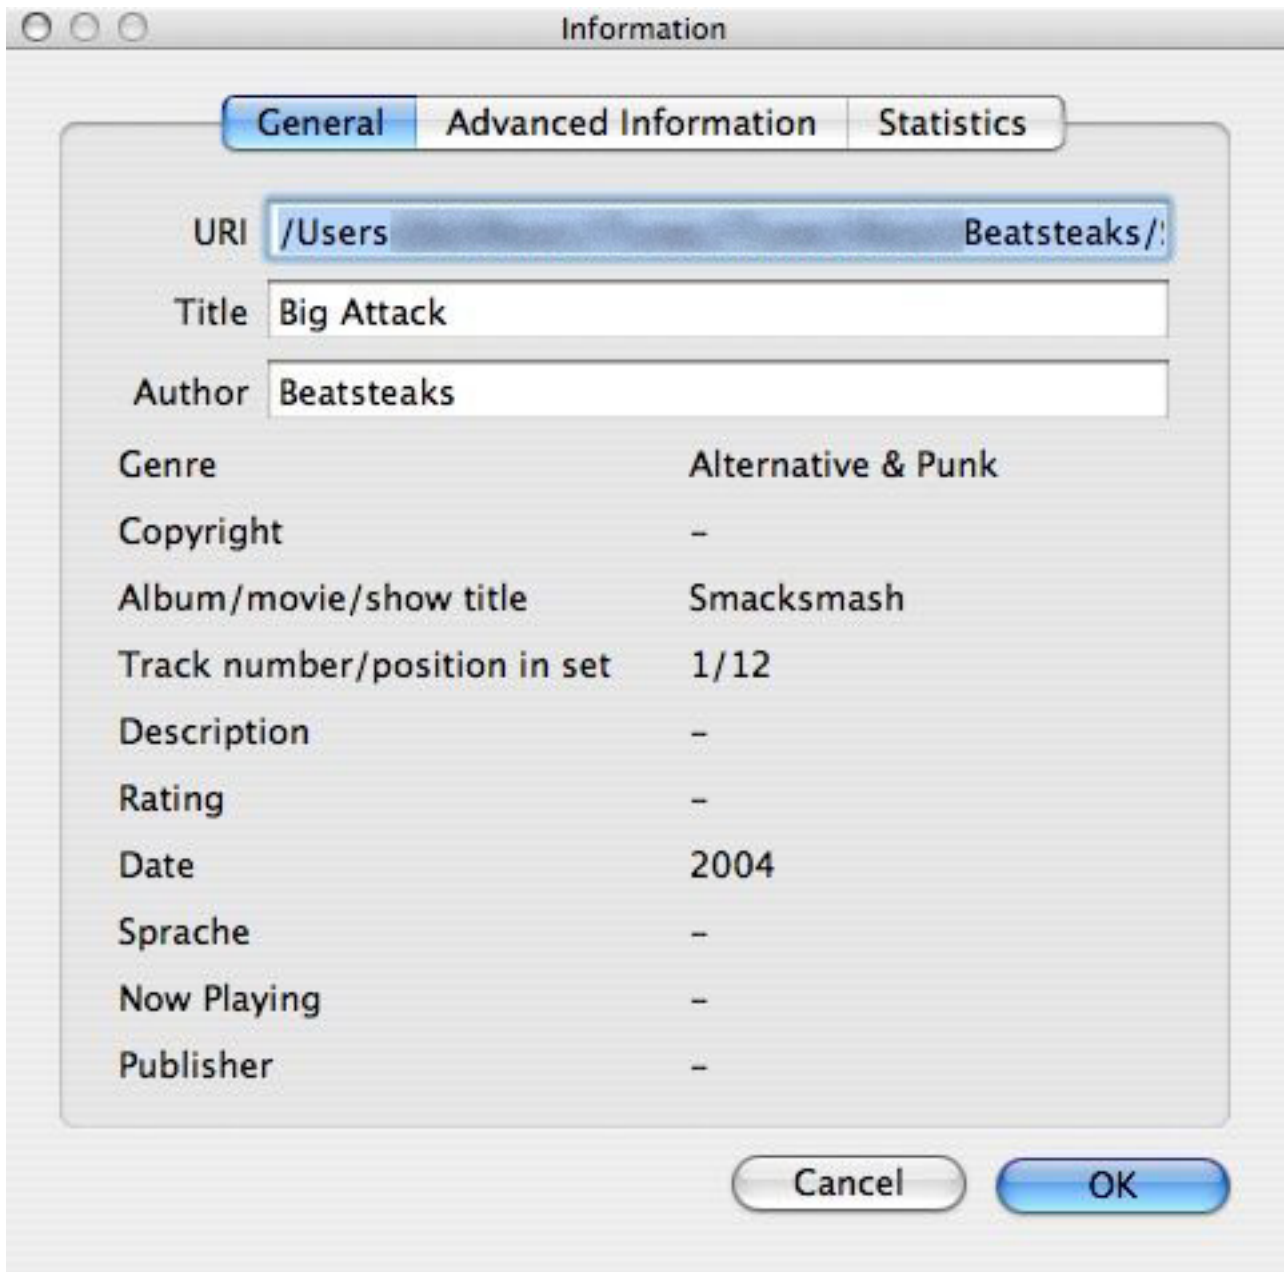 Information
General Advanced Information Statistics
URI /Users Beatsteaks/
Title Big Attack
Author Beatsteaks
Genre Alternative & Punk
Copyright –
Album/movie/show title Smacksmash
Track number/position in set 1/12
Description –
Rating –
Date 2004
Sprache –
Now Playing –
Publisher –
Cancel OK